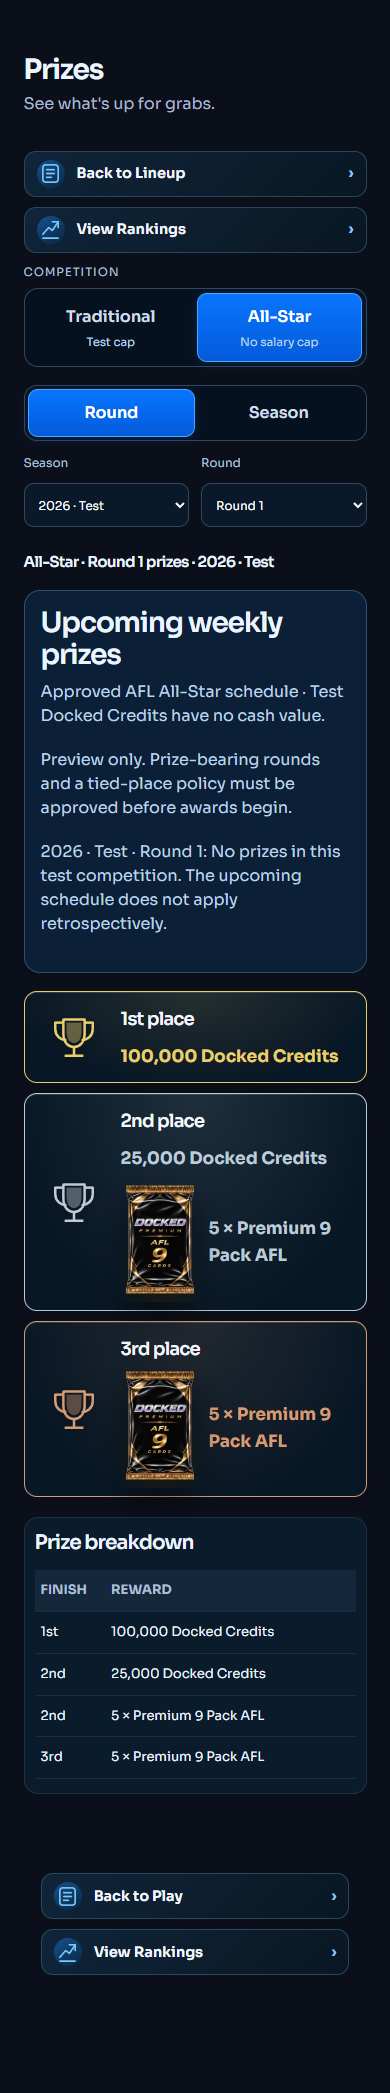 Prizes
See what's up for grabs.
Back to Lineup ›
View Rankings ›
COMPETITION
Traditional
Test cap
All-Star
No salary cap
Round
Season
Season
Round
2026 · Test
Round 1
All-Star · Round 1 prizes · 2026 · Test
Upcoming weekly
prizes
Approved AFL All-Star schedule · Test
Docked Credits have no cash value.
Preview only. Prize-bearing rounds
and a tied-place policy must be
approved before awards begin.
2026 · Test · Round 1: No prizes in this
test competition. The upcoming
schedule does not apply
retrospectively.
1st place
100,000 Docked Credits
2nd place
25,000 Docked Credits
DOCKED
PREMIUM
AFL
9
CARDS
5 × Premium 9
Pack AFL
3rd place
DOCKED
PREMIUM
AFL
9
CARDS
5 × Premium 9
Pack AFL
Prize breakdown
FINISH REWARD
1st 100,000 Docked Credits
2nd 25,000 Docked Credits
2nd 5 × Premium 9 Pack AFL
3rd 5 × Premium 9 Pack AFL
Back to Play ›
View Rankings ›